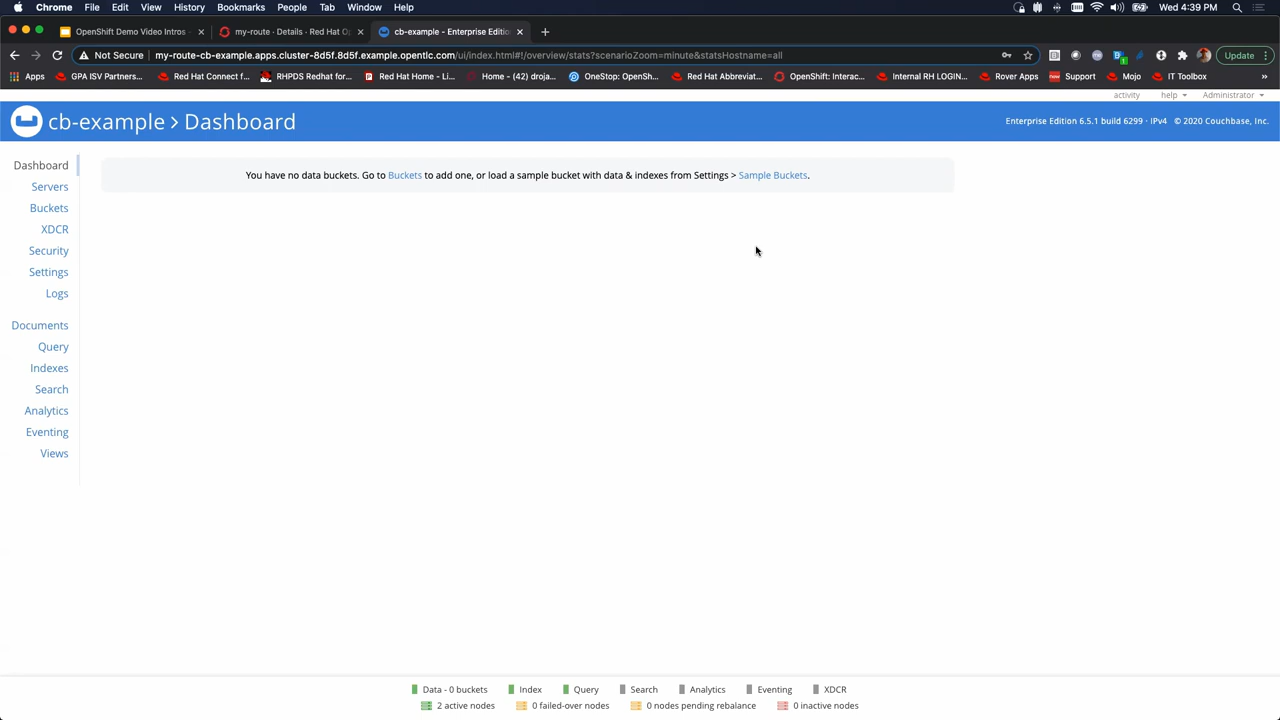 Chrome File Edit View History Bookmarks People Tab Window Help Wed 4:39 PM
OpenShift Demo Video Intros - × my-route · Details · Red Hat O × cb-example - Enterprise Editio × +
Not Secure my-route-cb-example.apps.cluster-8d5f.8d5f.example.opentlc.com/ui/index.html#!/overview/stats?scenarioZoom=minute&statsHostname=all Update
Apps GPA ISV Partners... Red Hat Connect f... RHPDS Redhat for... Red Hat Home - Li... Home - (42) droja... OneStop: OpenSh... Red Hat Abbreviat... OpenShift: Interac... Internal RH LOGIN... Rover Apps Support Mojo IT Toolbox »
activity help Administrator
cb-example > Dashboard
Enterprise Edition 6.5.1 build 6299 · IPv4 © 2020 Couchbase, Inc.
Dashboard
Servers
Buckets
XDCR
Security
Settings
Logs
Documents
Query
Indexes
Search
Analytics
Eventing
Views
You have no data buckets. Go to Buckets to add one, or load a sample bucket with data & indexes from Settings > Sample Buckets.
Data - 0 buckets Index Query Search Analytics Eventing XDCR
2 active nodes 0 failed-over nodes 0 nodes pending rebalance 0 inactive nodes